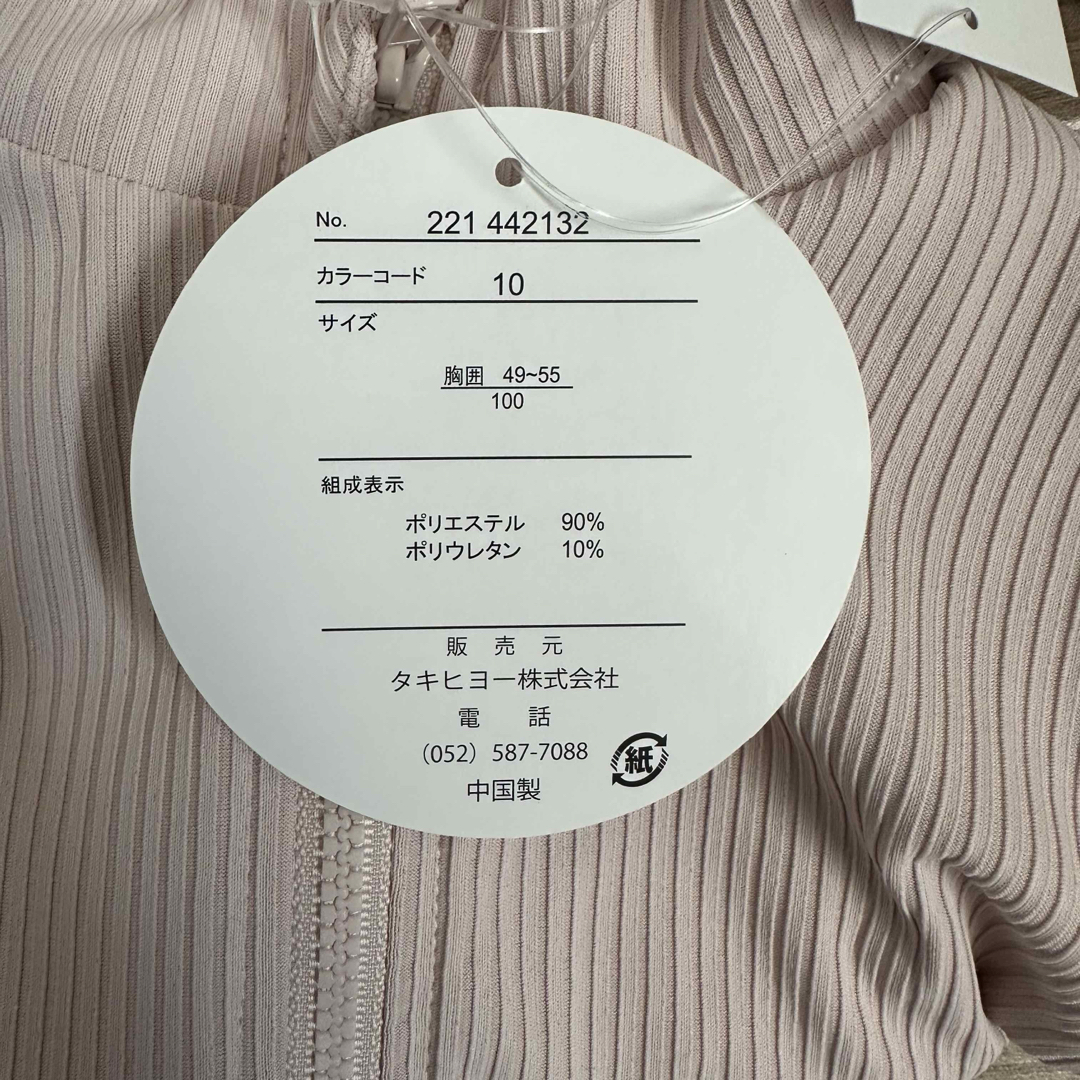 No. 221 442132
カラーコード 10
サイズ
胸囲 49~55
100
組成表示
ポリエステル 90%
ポリウレタン 10%
販 売 元
タキヒヨー株式会社
電 話
（052）587-7088
紙
中国製